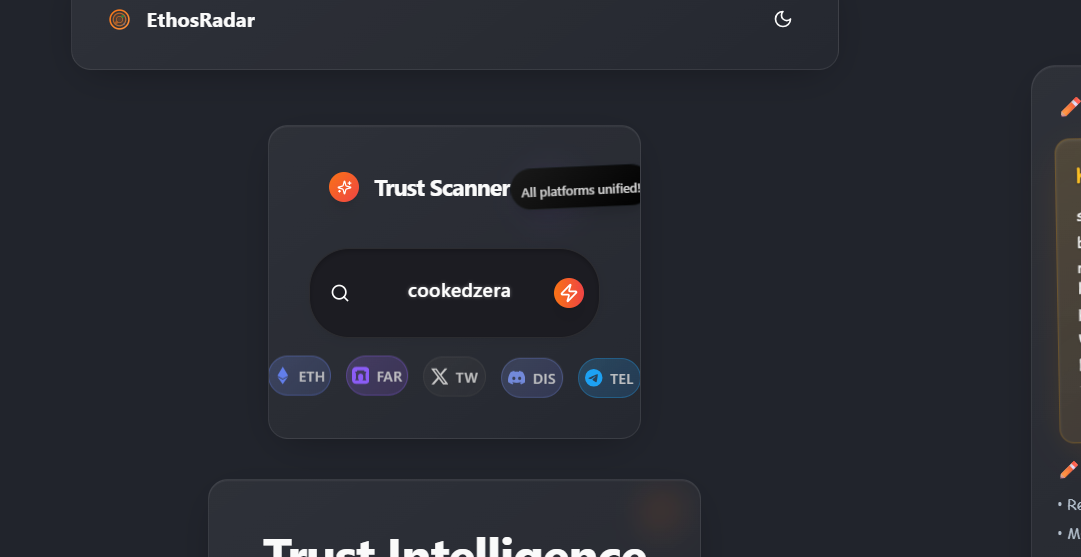 EthosRadar
Trust Scanner
All platforms unified!
cookedzera
ETH
FAR
TW
DIS
TEL
Trust Intelligence
• Re
• M